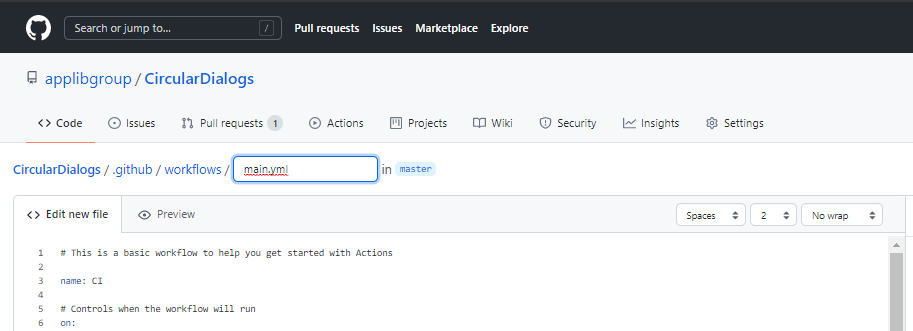 Search or jump to... / Pull requests Issues Marketplace Explore
applibgroup / CircularDialogs
<> Code Issues Pull requests 1 Actions Projects Wiki Security Insights Settings
CircularDialogs / .github / workflows / main.yml in master
<> Edit new file Preview Spaces 2 No wrap
1 # This is a basic workflow to help you get started with Actions
2
3 name: CI
4
5 # Controls when the workflow will run
6 on: